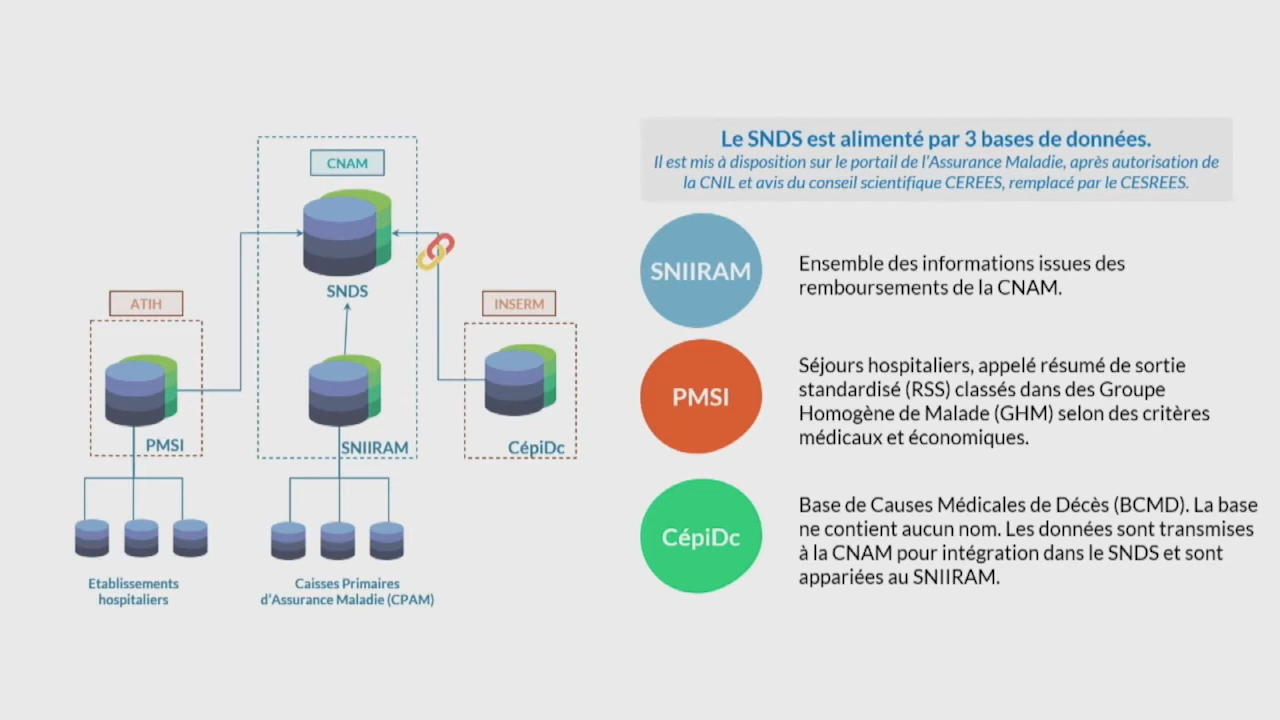 CNAM
SNDS
ATIH
INSERM
PMSI
SNIIRAM
CépiDc
Etablissements
hospitaliers
Caisses Primaires
d'Assurance Maladie (CPAM)
Le SNDS est alimenté par 3 bases de données.
Il est mis à disposition sur le portail de l'Assurance Maladie, après autorisation de
la CNIL et avis du conseil scientifique CEREES, remplacé par le CESREES.
SNIIRAM
Ensemble des informations issues des
remboursements de la CNAM.
PMSI
Séjours hospitaliers, appelé résumé de sortie
standardisé (RSS) classés dans des Groupe
Homogène de Malade (GHM) selon des critères
médicaux et économiques.
CépiDc
Base de Causes Médicales de Décès (BCMD). La base
ne contient aucun nom. Les données sont transmises
à la CNAM pour intégration dans le SNDS et sont
appariées au SNIIRAM.